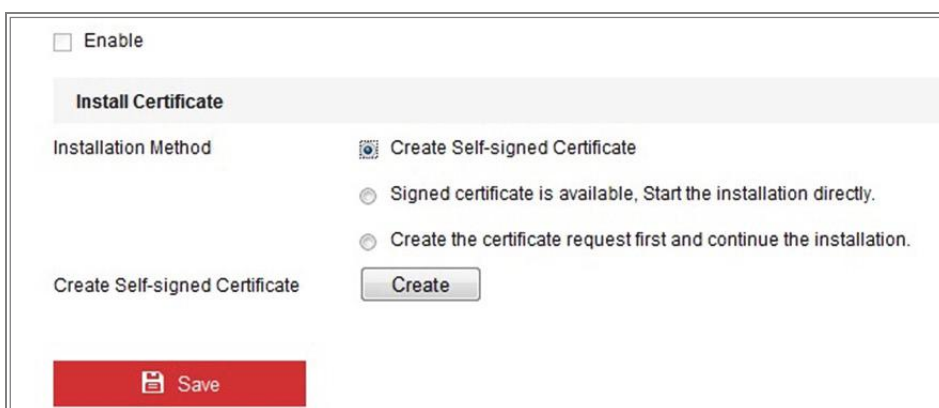 Enable
Install Certificate
Installation Method
Create Self-signed Certificate
Signed certificate is available, Start the installation directly.
Create the certificate request first and continue the installation.
Create Self-signed Certificate
Create
Save